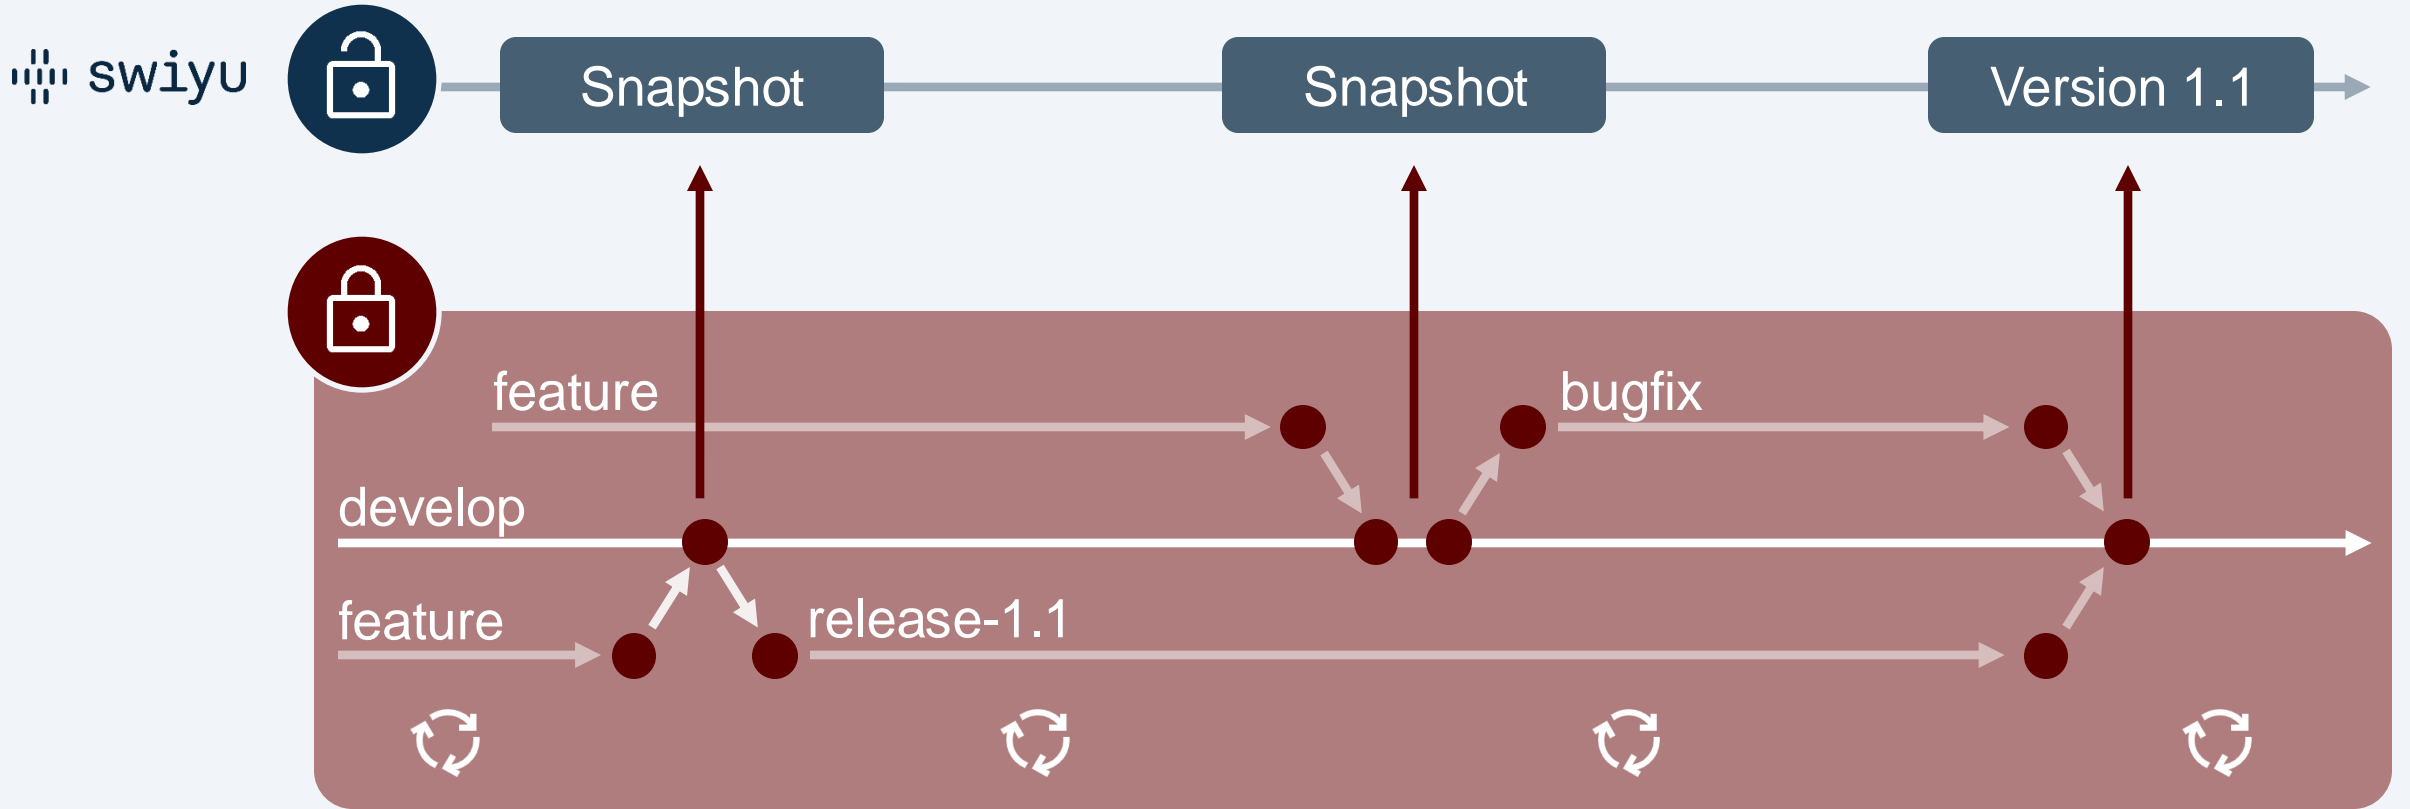 swiyu
Snapshot
Snapshot
Version 1.1
feature
bugfix
develop
feature
release-1.1